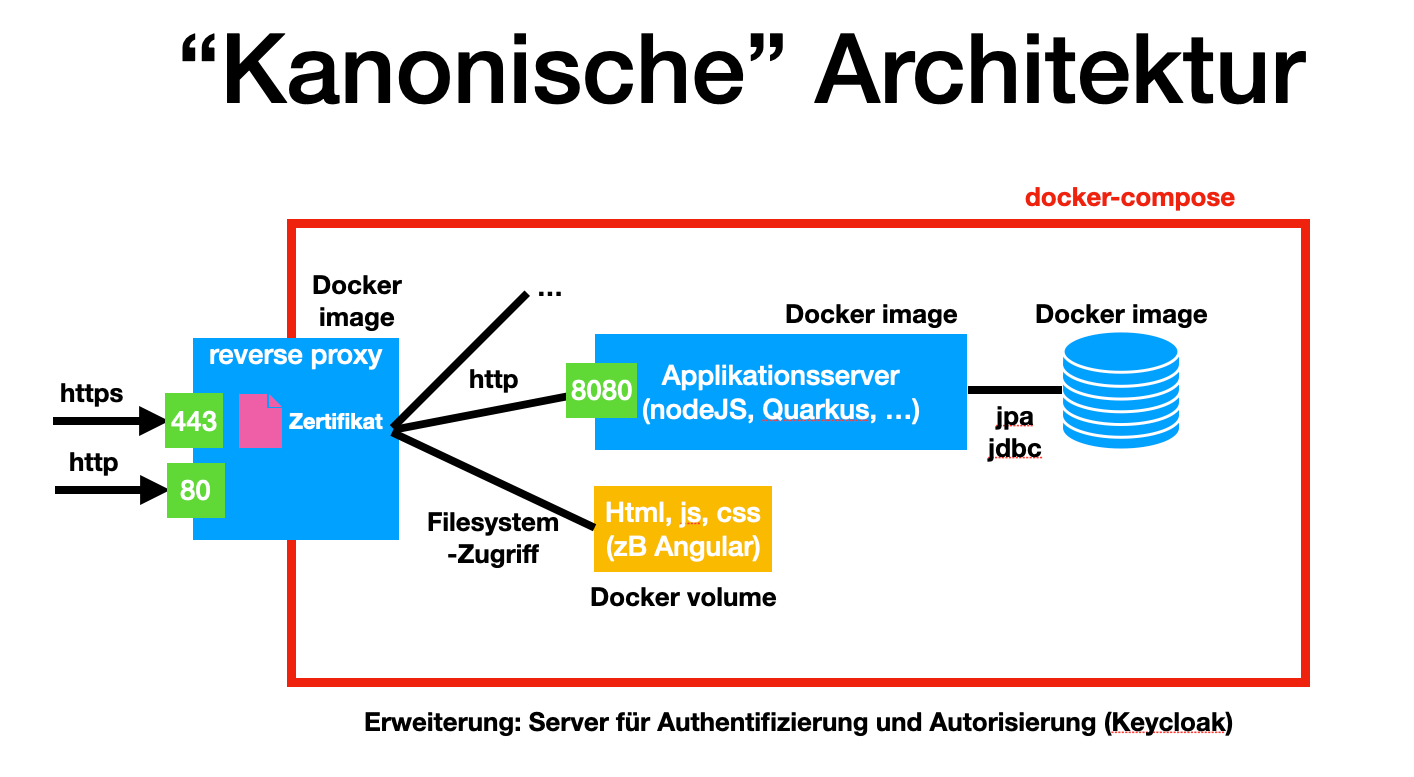 “Kanonische” Architektur
docker-compose
Docker
image
reverse proxy
https
443
Zertifikat
http
80
...
http
8080
Docker image
Applikationsserver
(nodeJS, Quarkus, …)
jpa
jdbc
Docker image
Filesystem
-Zugriff
Html, js, css
(zB Angular)
Docker volume
Erweiterung: Server für Authentifizierung und Autorisierung (Keycloak)